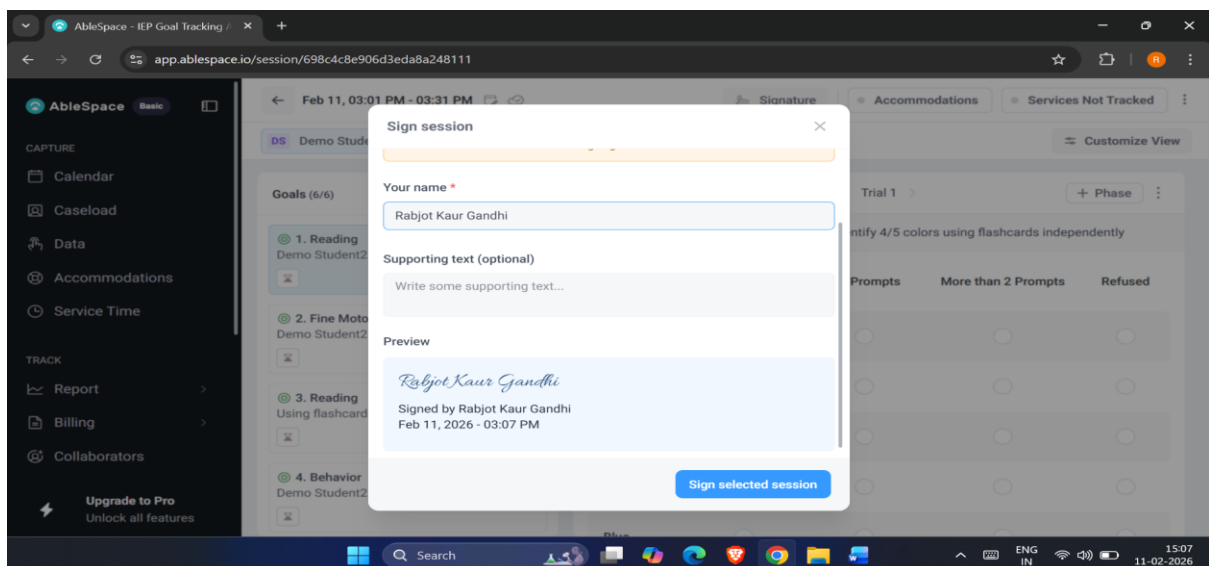 AbleSpace - IEP Goal Tracking
app.ablespace.io/session/698c4c8e906d3eda8a248111
R
AbleSpace Basic
Feb 11, 03:01 PM - 03:31 PM
Signature
Accommodations
Services Not Tracked
DS Demo Stude
Customize View
CAPTURE
Calendar
Caseload
Data
Accommodations
Service Time
TRACK
Report
Billing
Collaborators
Upgrade to Pro
Unlock all features
Goals (6/6)
1. Reading
Demo Student2
2. Fine Moto
Demo Student2
3. Reading
Using flashcard
4. Behavior
Demo Student2
Sign session
Your name *
Rabjot Kaur Gandhi
Supporting text (optional)
Write some supporting text...
Preview
Rabjot Kaur Gandhi
Signed by Rabjot Kaur Gandhi
Feb 11, 2026 - 03:07 PM
Sign selected session
Trial 1
+ Phase
ntify 4/5 colors using flashcards independently
Prompts
More than 2 Prompts
Refused
Search
ENG
IN
15:07
11-02-2026